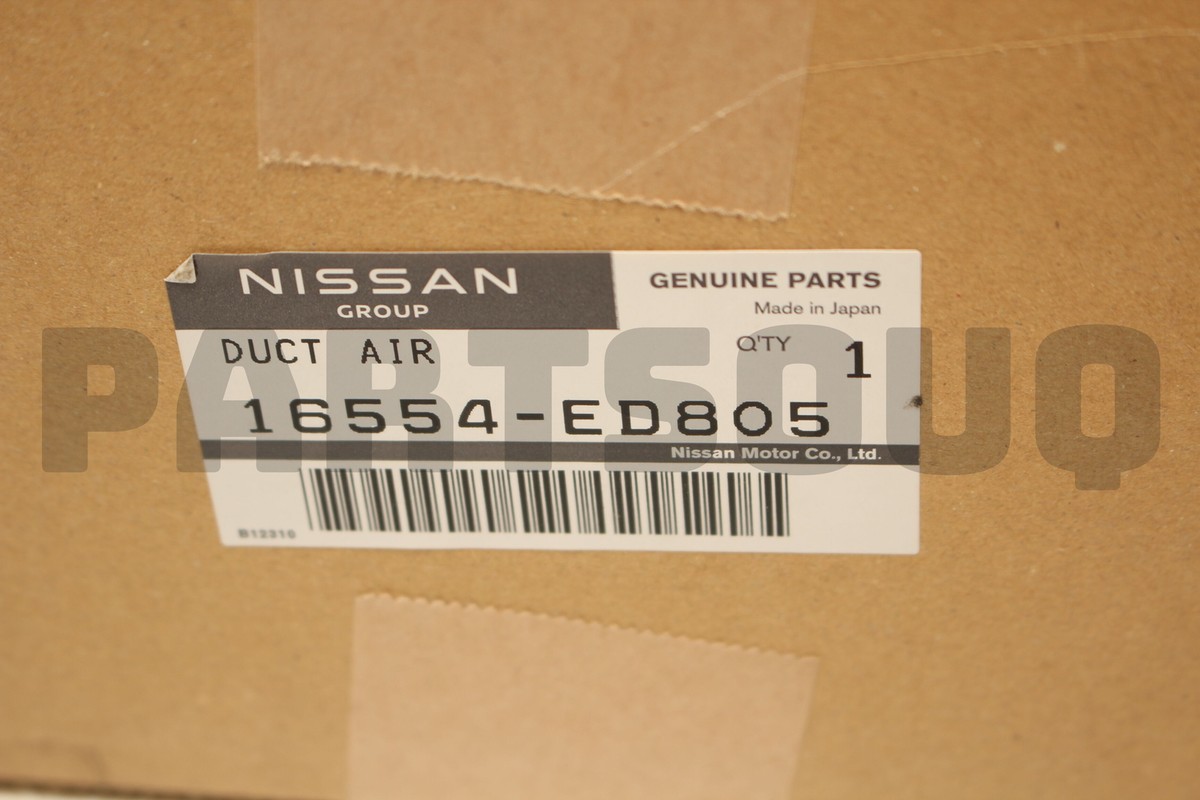 NISSAN
GROUP
GENUINE PARTS
Made in Japan
DUCT AIR
Q'TY 1
16554-ED805
Nissan Motor Co., Ltd.
B12310
PARTSOUQ